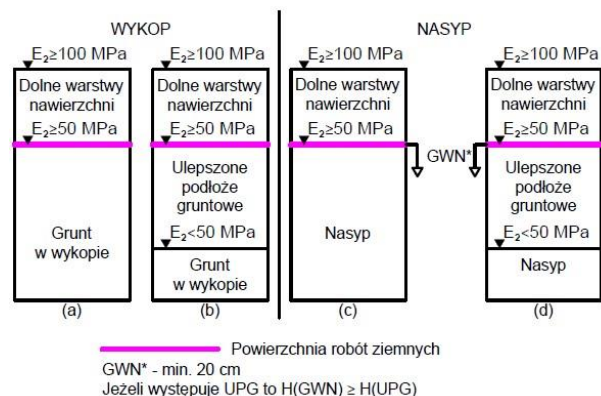 WYKOP
NASYP
E₂≥100 MPa
Dolne warstwy
nawierzchni
E₂≥50 MPa
Grunt
w wykopie
(a)
E₂≥100 MPa
Dolne warstwy
nawierzchni
E₂≥50 MPa
Ulepszone
podłoże
gruntowe
E₂<50 MPa
Grunt
w wykopie
(b)
E₂≥100 MPa
Dolne warstwy
nawierzchni
E₂≥50 MPa
Nasyp
(c)
GWN*
E₂≥100 MPa
Dolne warstwy
nawierzchni
E₂≥50 MPa
Ulepszone
podłoże
gruntowe
E₂<50 MPa
Nasyp
(d)
Powierzchnia robót ziemnych
GWN* - min. 20 cm
Jeżeli występuje UPG to H(GWN) ≥ H(UPG)